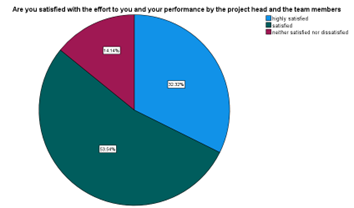 Are you satisfied with the effort to you and your performance by the project head and the team members
highly satisfied
satisfied
neither satisfied nor dissatisfied
14.14%
32.32%
53.54%